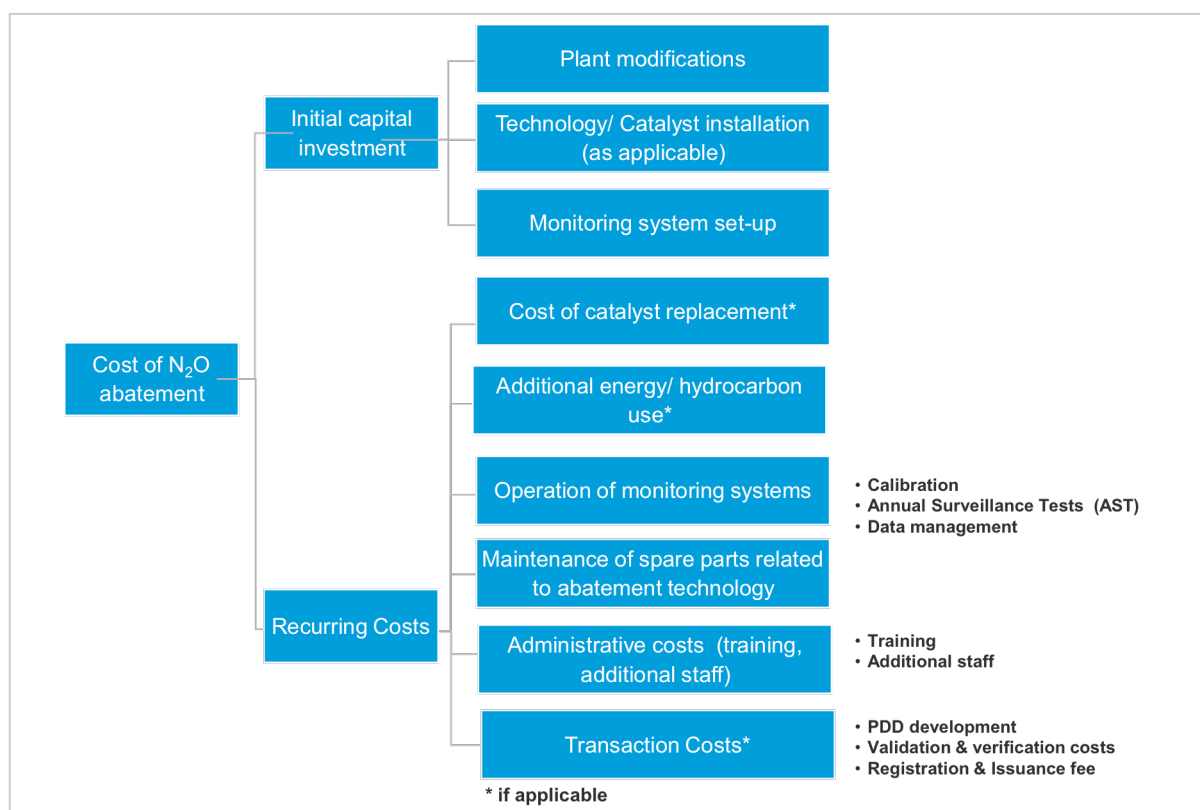 Plant modifications
Initial capital
investment
Technology/ Catalyst installation
(as applicable)
Monitoring system set-up
Cost of catalyst replacement*
Cost of N₂O
abatement
Additional energy/ hydrocarbon
use*
Operation of monitoring systems
• Calibration
• Annual Surveillance Tests (AST)
• Data management
Maintenance of spare parts related
to abatement technology
Recurring Costs
Administrative costs (training,
additional staff)
• Training
• Additional staff
Transaction Costs*
• PDD development
• Validation & verification costs
• Registration & Issuance fee
* if applicable